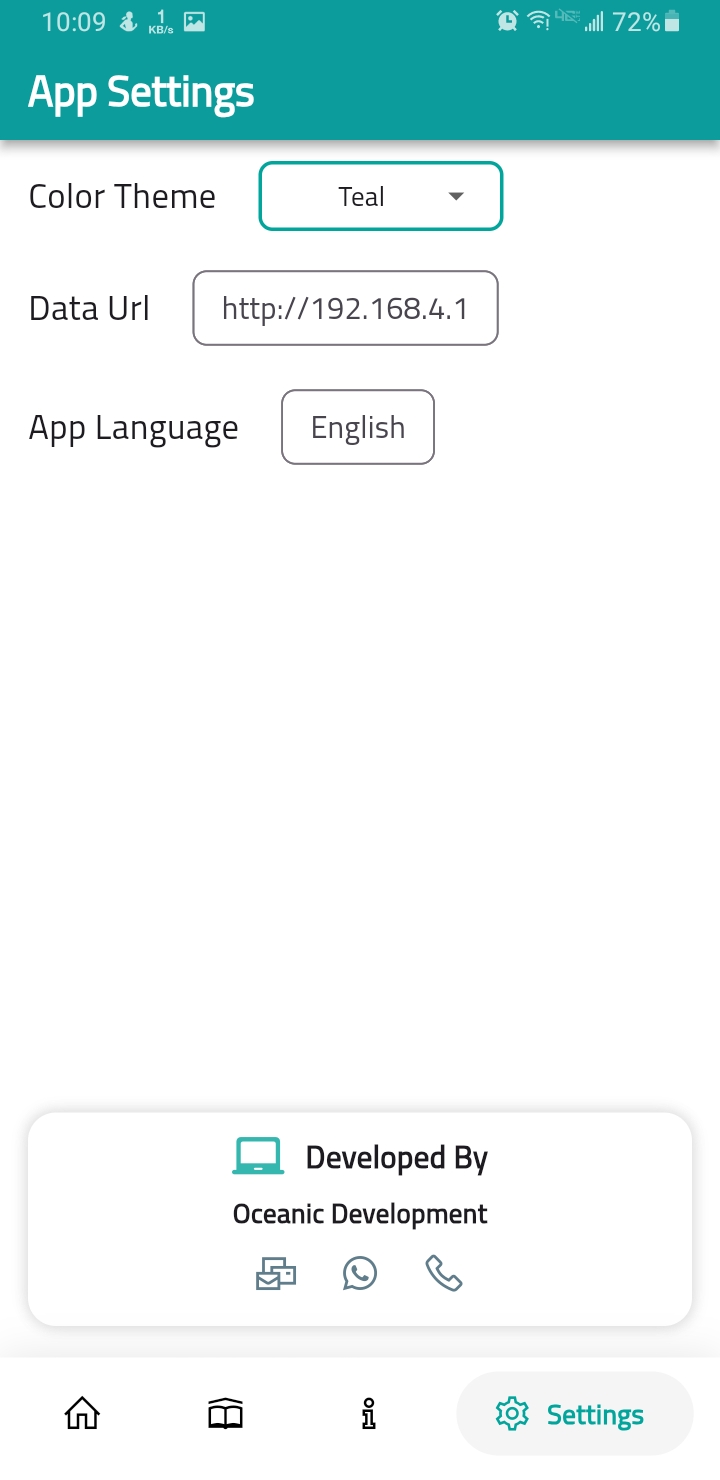 10:09 1 KB/s 72%
App Settings
Color Theme Teal
Data Url http://192.168.4.1
App Language English
Developed By
Oceanic Development
Settings